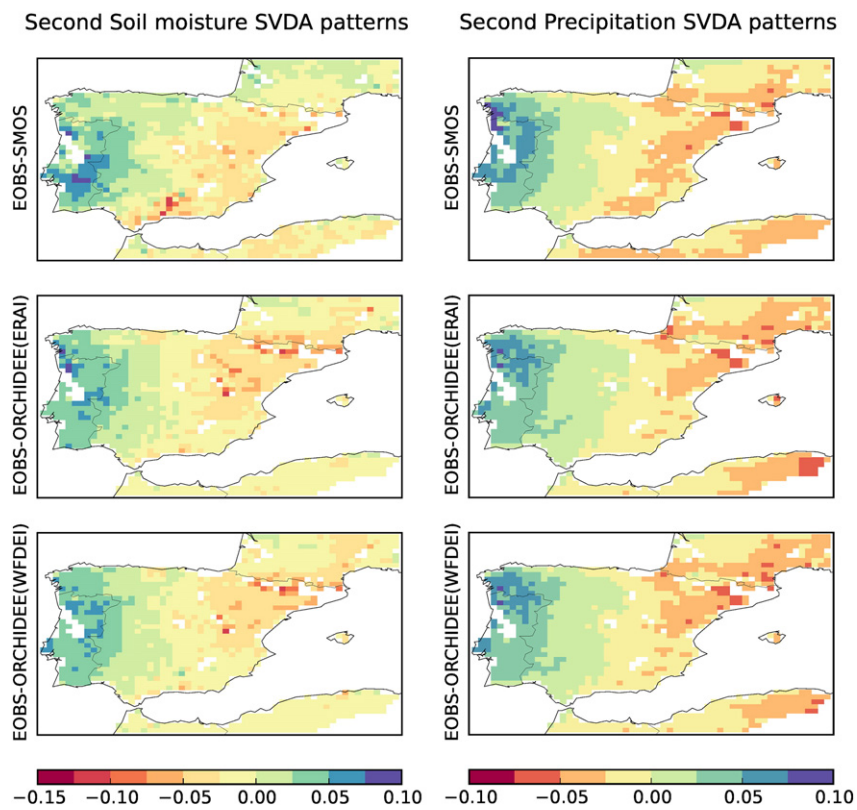 Second Soil moisture SVDA patterns
Second Precipitation SVDA patterns
EOBS-SMOS
EOBS-SMOS
EOBS-ORCHIDEE(ERAI)
EOBS-ORCHIDEE(ERAI)
EOBS-ORCHIDEE(WFDEI)
EOBS-ORCHIDEE(WFDEI)
−0.15 −0.10 −0.05 0.00 0.05 0.10
−0.10 −0.05 0.00 0.05 0.10